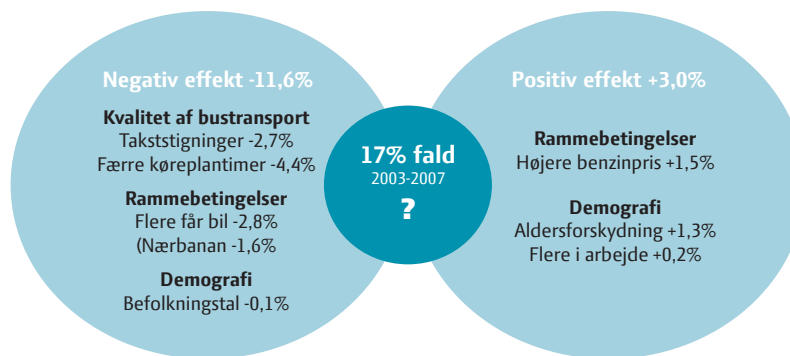 Negativ effekt -11,6%
Kvalitet af bustransport
Takststigninger -2,7%
Færre køreplantimer -4,4%
Rammebetingelser
Flere får bil -2,8%
(Nærbanan -1,6%
Demografi
Befolkningstal -0,1%
17% fald
2003-2007
?
Positiv effekt +3,0%
Rammebetingelser
Højere benzinpris +1,5%
Demografi
Aldersforskydning +1,3%
Flere i arbejde +0,2%